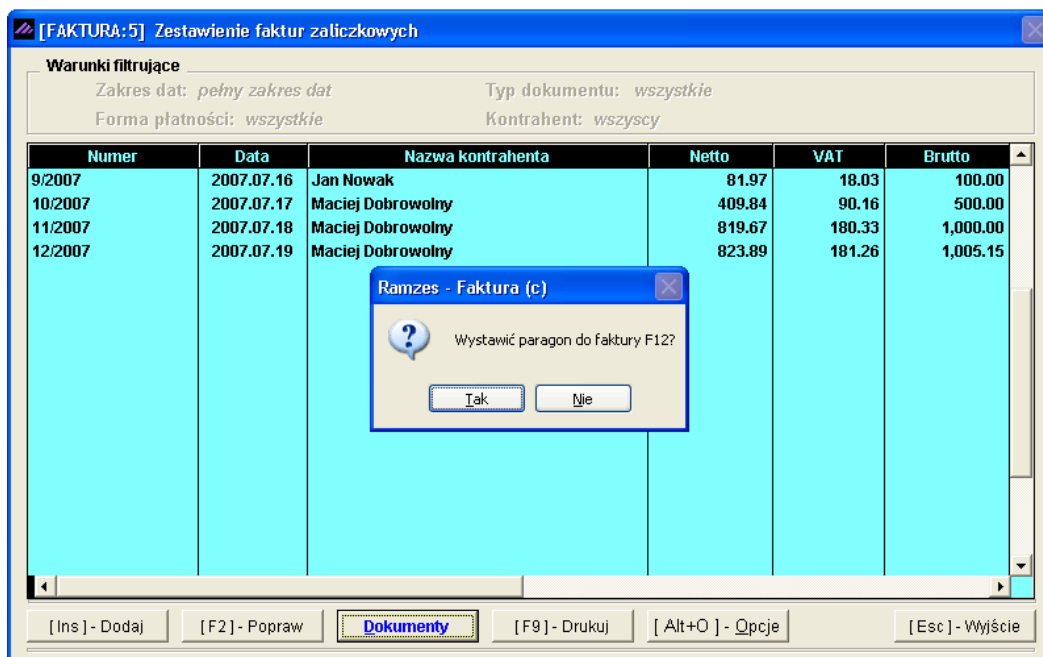 [FAKTURA:5] Zestawienie faktur zaliczkowych
Warunki filtrujące
Zakres dat: pełny zakres dat Typ dokumentu: wszystkie
Forma płatności: wszystkie Kontrahent: wszyscy
Numer Data Nazwa kontrahenta Netto VAT Brutto
9/2007 2007.07.16 Jan Nowak 81.97 18.03 100.00
10/2007 2007.07.17 Maciej Dobrowolny 409.84 90.16 500.00
11/2007 2007.07.18 Maciej Dobrowolny 819.67 180.33 1,000.00
12/2007 2007.07.19 Maciej Dobrowolny 823.89 181.26 1,005.15
Ramzes - Faktura (c)
Wystawić paragon do faktury F12?
Tak Nie
[Ins] - Dodaj [F2] - Popraw Dokumenty [F9] - Drukuj [ Alt+O ] - Opcje [Esc] - Wyjście